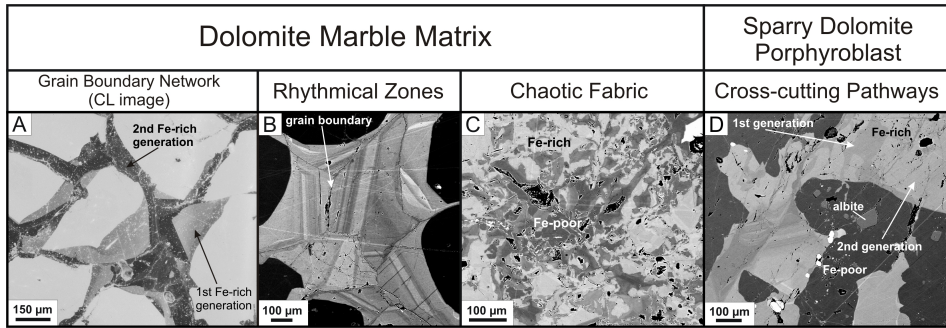 Dolomite Marble Matrix
Sparry Dolomite
Porphyroblast
Grain Boundary Network
(CL image)
Rhythmical Zones
Chaotic Fabric
Cross-cutting Pathways
A
2nd Fe-rich
generation
1st Fe-rich
generation
150 µm
B
grain boundary
100 µm
C
Fe-rich
Fe-poor
100 µm
D
1st generation
Fe-rich
albite
2nd generation
Fe-poor
100 µm